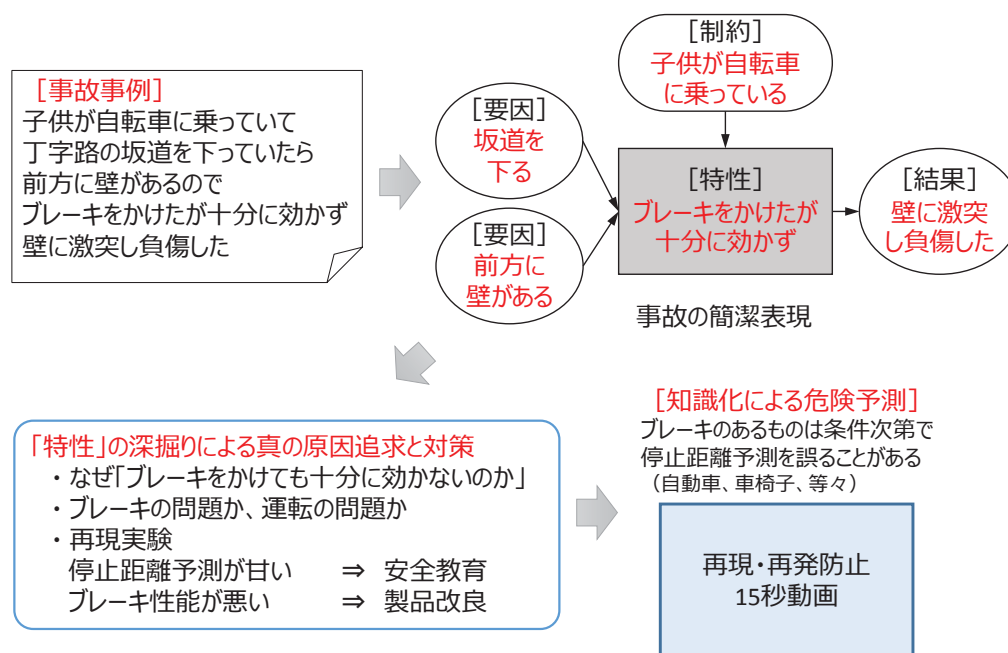 ［事故事例］
子供が自転車に乗っていて
丁字路の坂道を下っていたら
前方に壁があるので
ブレーキをかけたが十分に効かず
壁に激突し負傷した
［要因］
坂道を
下る
［要因］
前方に
壁がある
［制約］
子供が自転車
に乗っている
［特性］
ブレーキをかけたが
十分に効かず
［結果］
壁に激突
し負傷した
事故の簡潔表現
「特性」の深掘りによる真の原因追求と対策
・なぜ「ブレーキをかけても十分に効かないのか」
・ブレーキの問題か、運転の問題か
・再現実験
停止距離予測が甘い ⇒ 安全教育
ブレーキ性能が悪い ⇒ 製品改良
［知識化による危険予測］
ブレーキのあるものは条件次第で
停止距離予測を誤ることがある
（自動車、車椅子、等々）
再現・再発防止
15秒動画